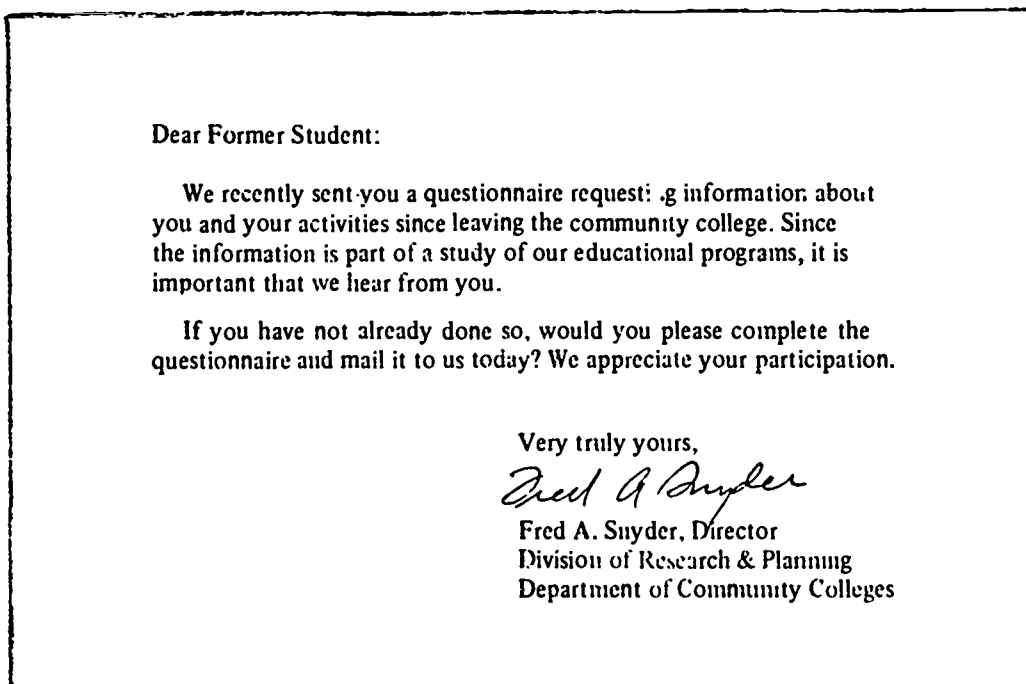 Dear Former Student:
We recently sent you a questionnaire requesting information about
you and your activities since leaving the community college. Since
the information is part of a study of our educational programs, it is
important that we hear from you.
If you have not already done so, would you please complete the
questionnaire and mail it to us today? We appreciate your participation.
Very truly yours,
Fred A Snyder
Fred A. Snyder, Director
Division of Research & Planning
Department of Community Colleges